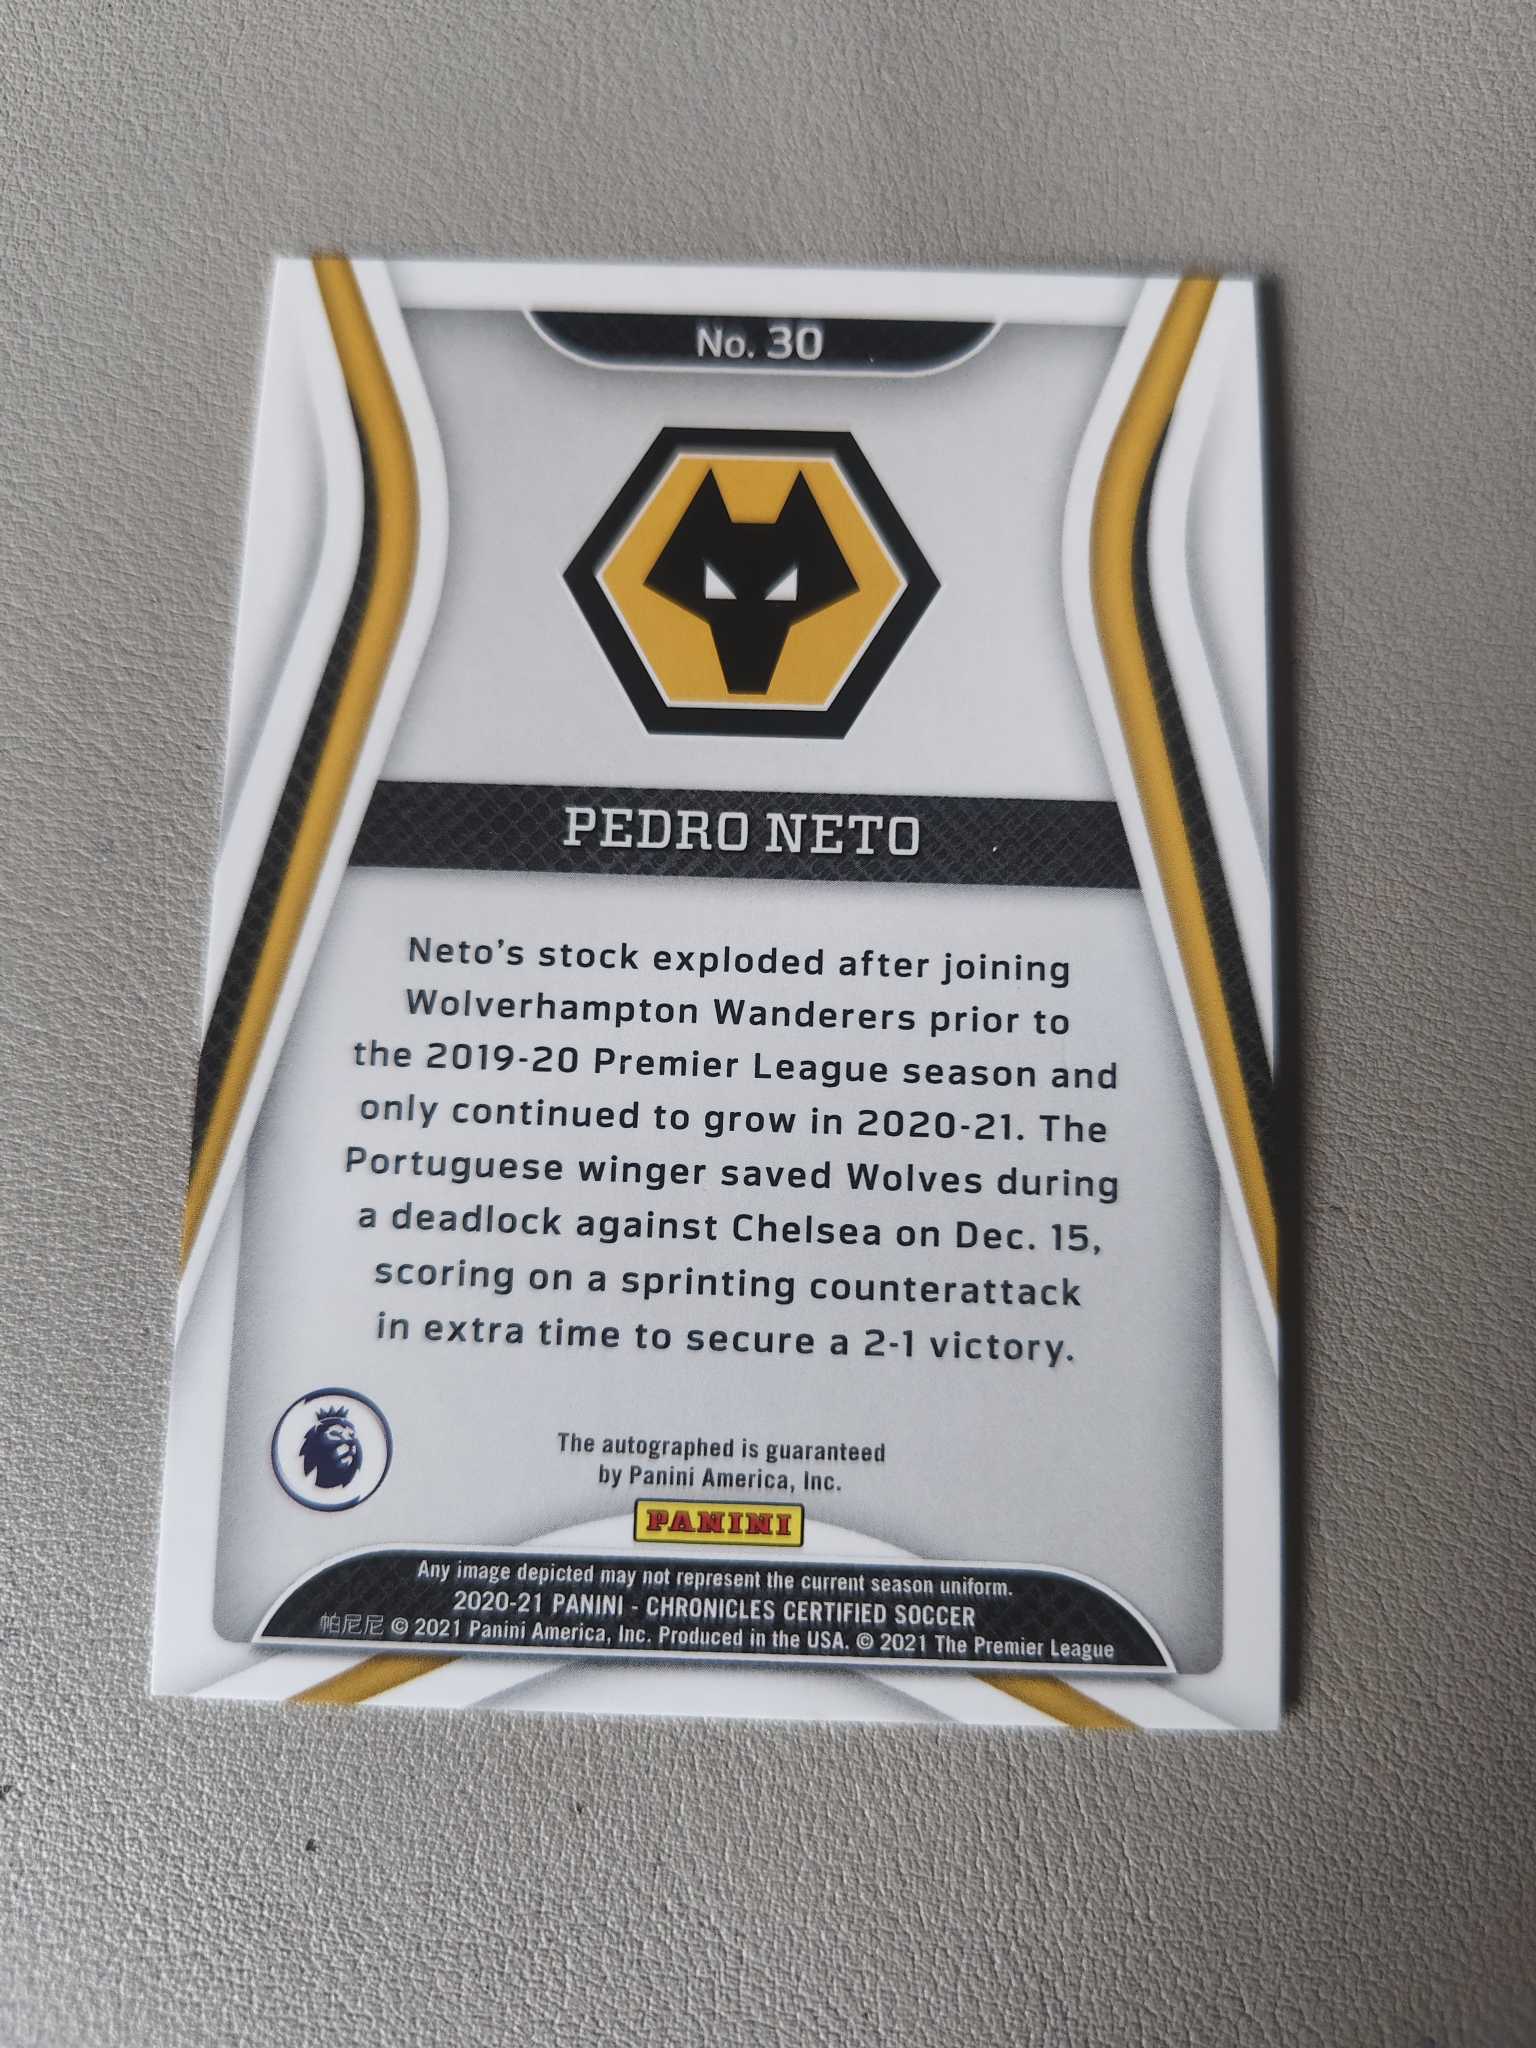 No. 30
PEDRO NETO
Neto's stock exploded after joining
Wolverhampton Wanderers prior to
the 2019-20 Premier League season and
only continued to grow in 2020-21. The
Portuguese winger saved Wolves during
a deadlock against Chelsea on Dec. 15,
scoring on a sprinting counterattack
in extra time to secure a 2-1 victory.
The autographed is guaranteed
by Panini America, Inc.
PANINI
Any image depicted may not represent the current season uniform.
2020-21 PANINI - CHRONICLES CERTIFIED SOCCER
帕尼尼 © 2021 Panini America, Inc. Produced in the USA. © 2021 The Premier League